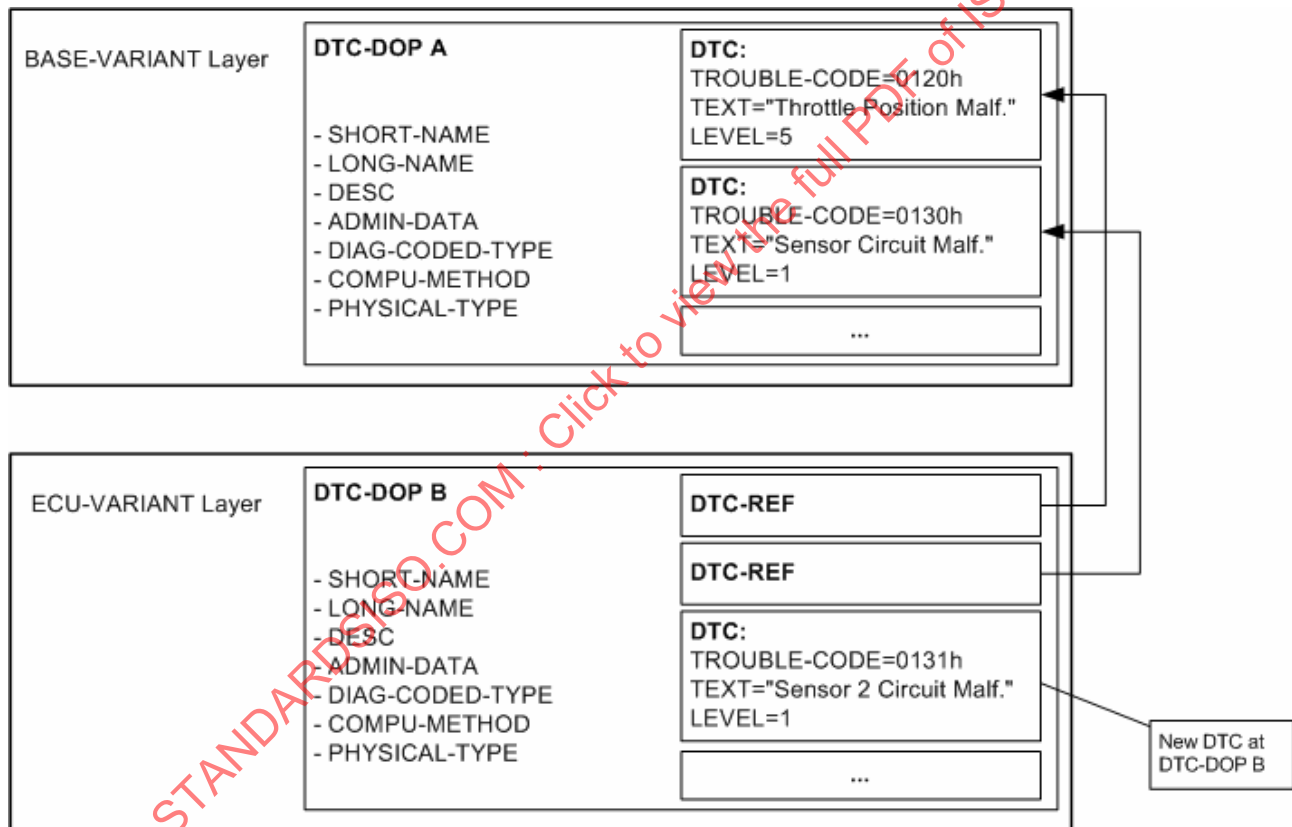 BASE-VARIANT Layer
DTC-DOP A
- SHORT-NAME
- LONG-NAME
- DESC
- ADMIN-DATA
- DIAG-CODED-TYPE
- COMPU-METHOD
- PHYSICAL-TYPE
DTC:
TROUBLE-CODE=0120h
TEXT="Throttle Position Malf."
LEVEL=5
DTC:
TROUBLE-CODE=0130h
TEXT="Sensor Circuit Malf."
LEVEL=1
...
ECU-VARIANT Layer
DTC-DOP B
- SHORT-NAME
- LONG-NAME
- DESC
- ADMIN-DATA
- DIAG-CODED-TYPE
- COMPU-METHOD
- PHYSICAL-TYPE
DTC-REF
DTC-REF
DTC:
TROUBLE-CODE=0131h
TEXT="Sensor 2 Circuit Malf."
LEVEL=1
...
New DTC at
DTC-DOP B
STANDARDSISO.COM : Click to view the full PDF of IS